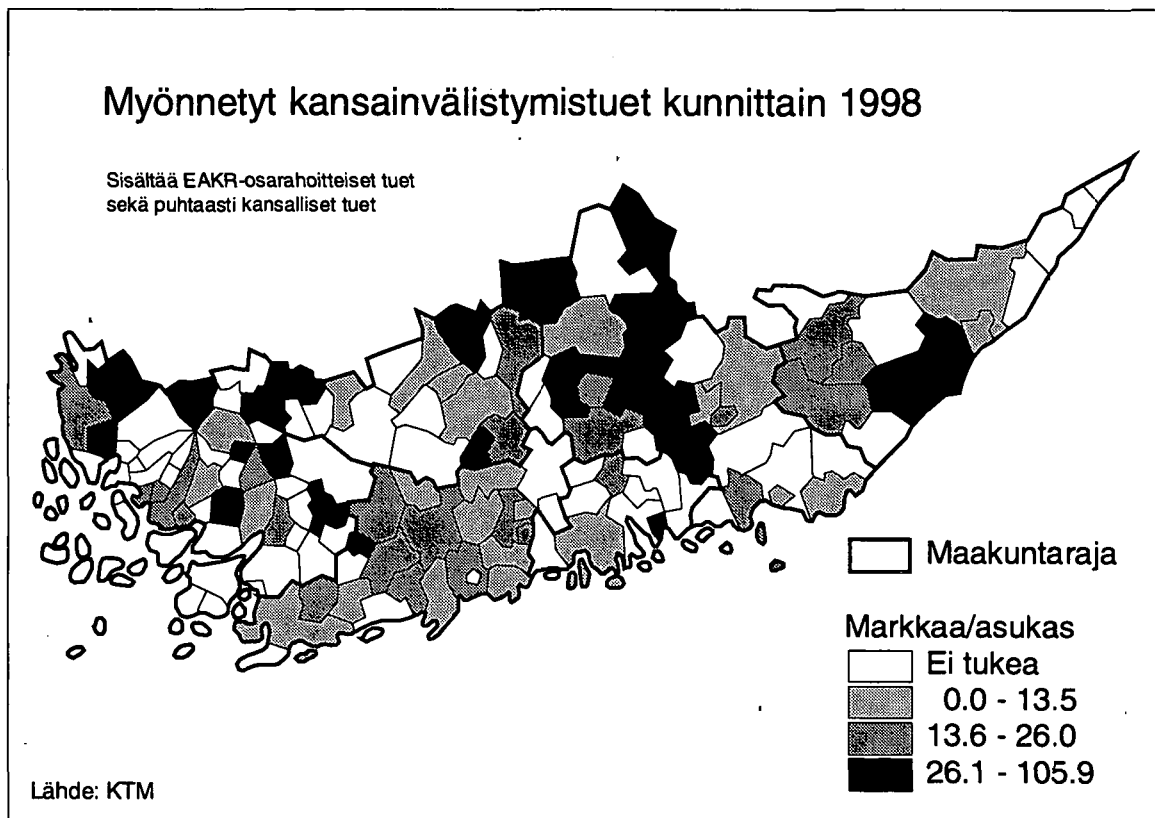 Myönnetyt kansainvälistymistuet kunnittain 1998
Sisältää EAKR-osarahoitteiset tuet
sekä puhtaasti kansalliset tuet
Maakuntaraja
Markkaa/asukas
Ei tukea
0.0 - 13.5
13.6 - 26.0
26.1 - 105.9
Lähde: KTM